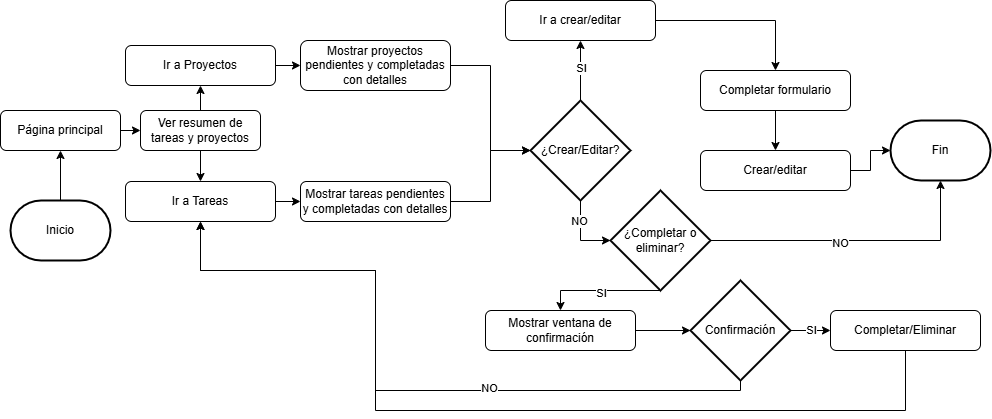 Ir a crear/editar
Ir a Proyectos
Mostrar proyectos
pendientes y completadas
con detalles
SI
Completar formulario
Página principal
Ver resumen de
tareas y proyectos
¿Crear/Editar?
Fin
Crear/editar
Ir a Tareas
Mostrar tareas pendientes
y completadas con detalles
Inicio
NO
¿Completar o
eliminar?
NO
SI
Mostrar ventana de
confirmación
Confirmación
SI
Completar/Eliminar
NO